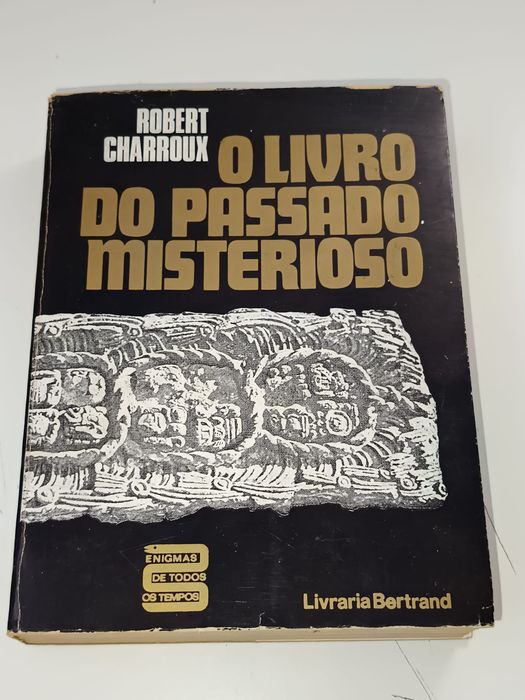 ROBERT
CHARROUX
O LIVRO
DO PASSADO
MISTERIOSO
ENIGMAS
DE TODOS
OS TEMPOS
Livraria Bertrand